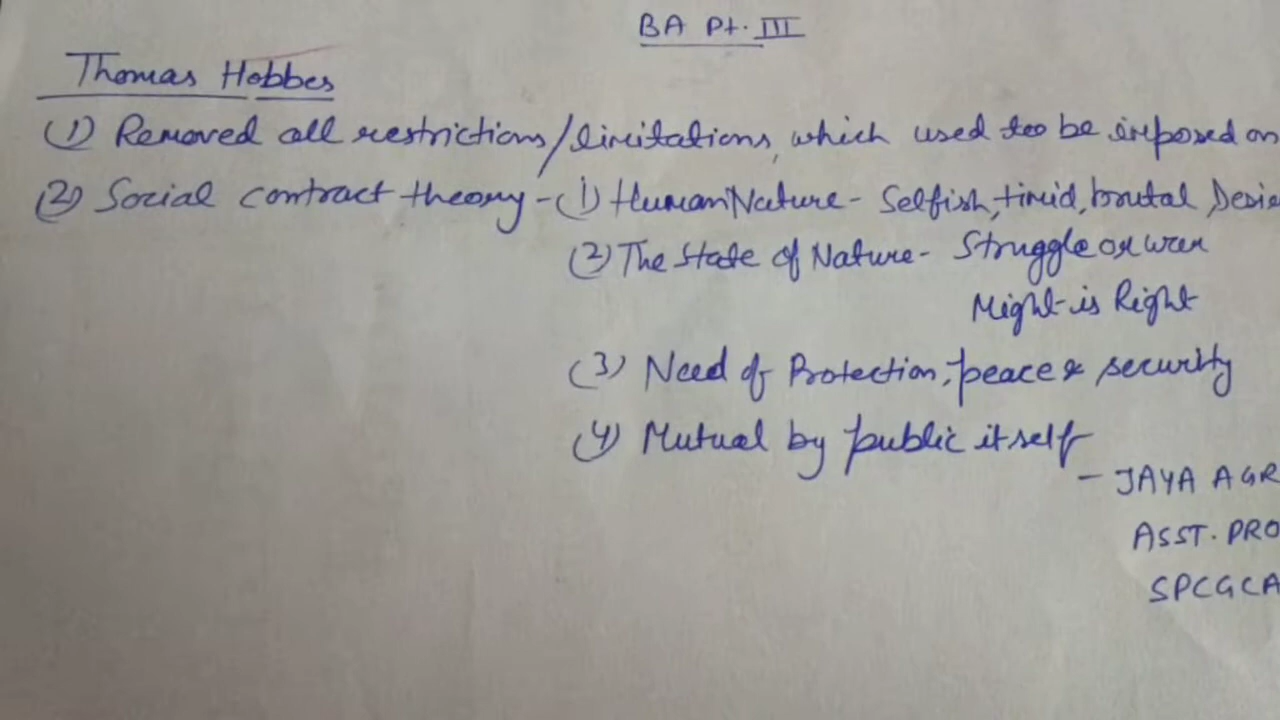 BA Pt. III
Thomas Hobbes
(1) Removed all restrictions/limitations, which used to be imposed on
(2) Social contract theory - (1) Human Nature - Selfish, timid, brutal,
(2) The State of Nature - Struggle or war
Might is Right
(3) Need of Protection, peace & security
(4) Mutual by public itself
- JAYA AGR
ASST. PRO
SPCGCA